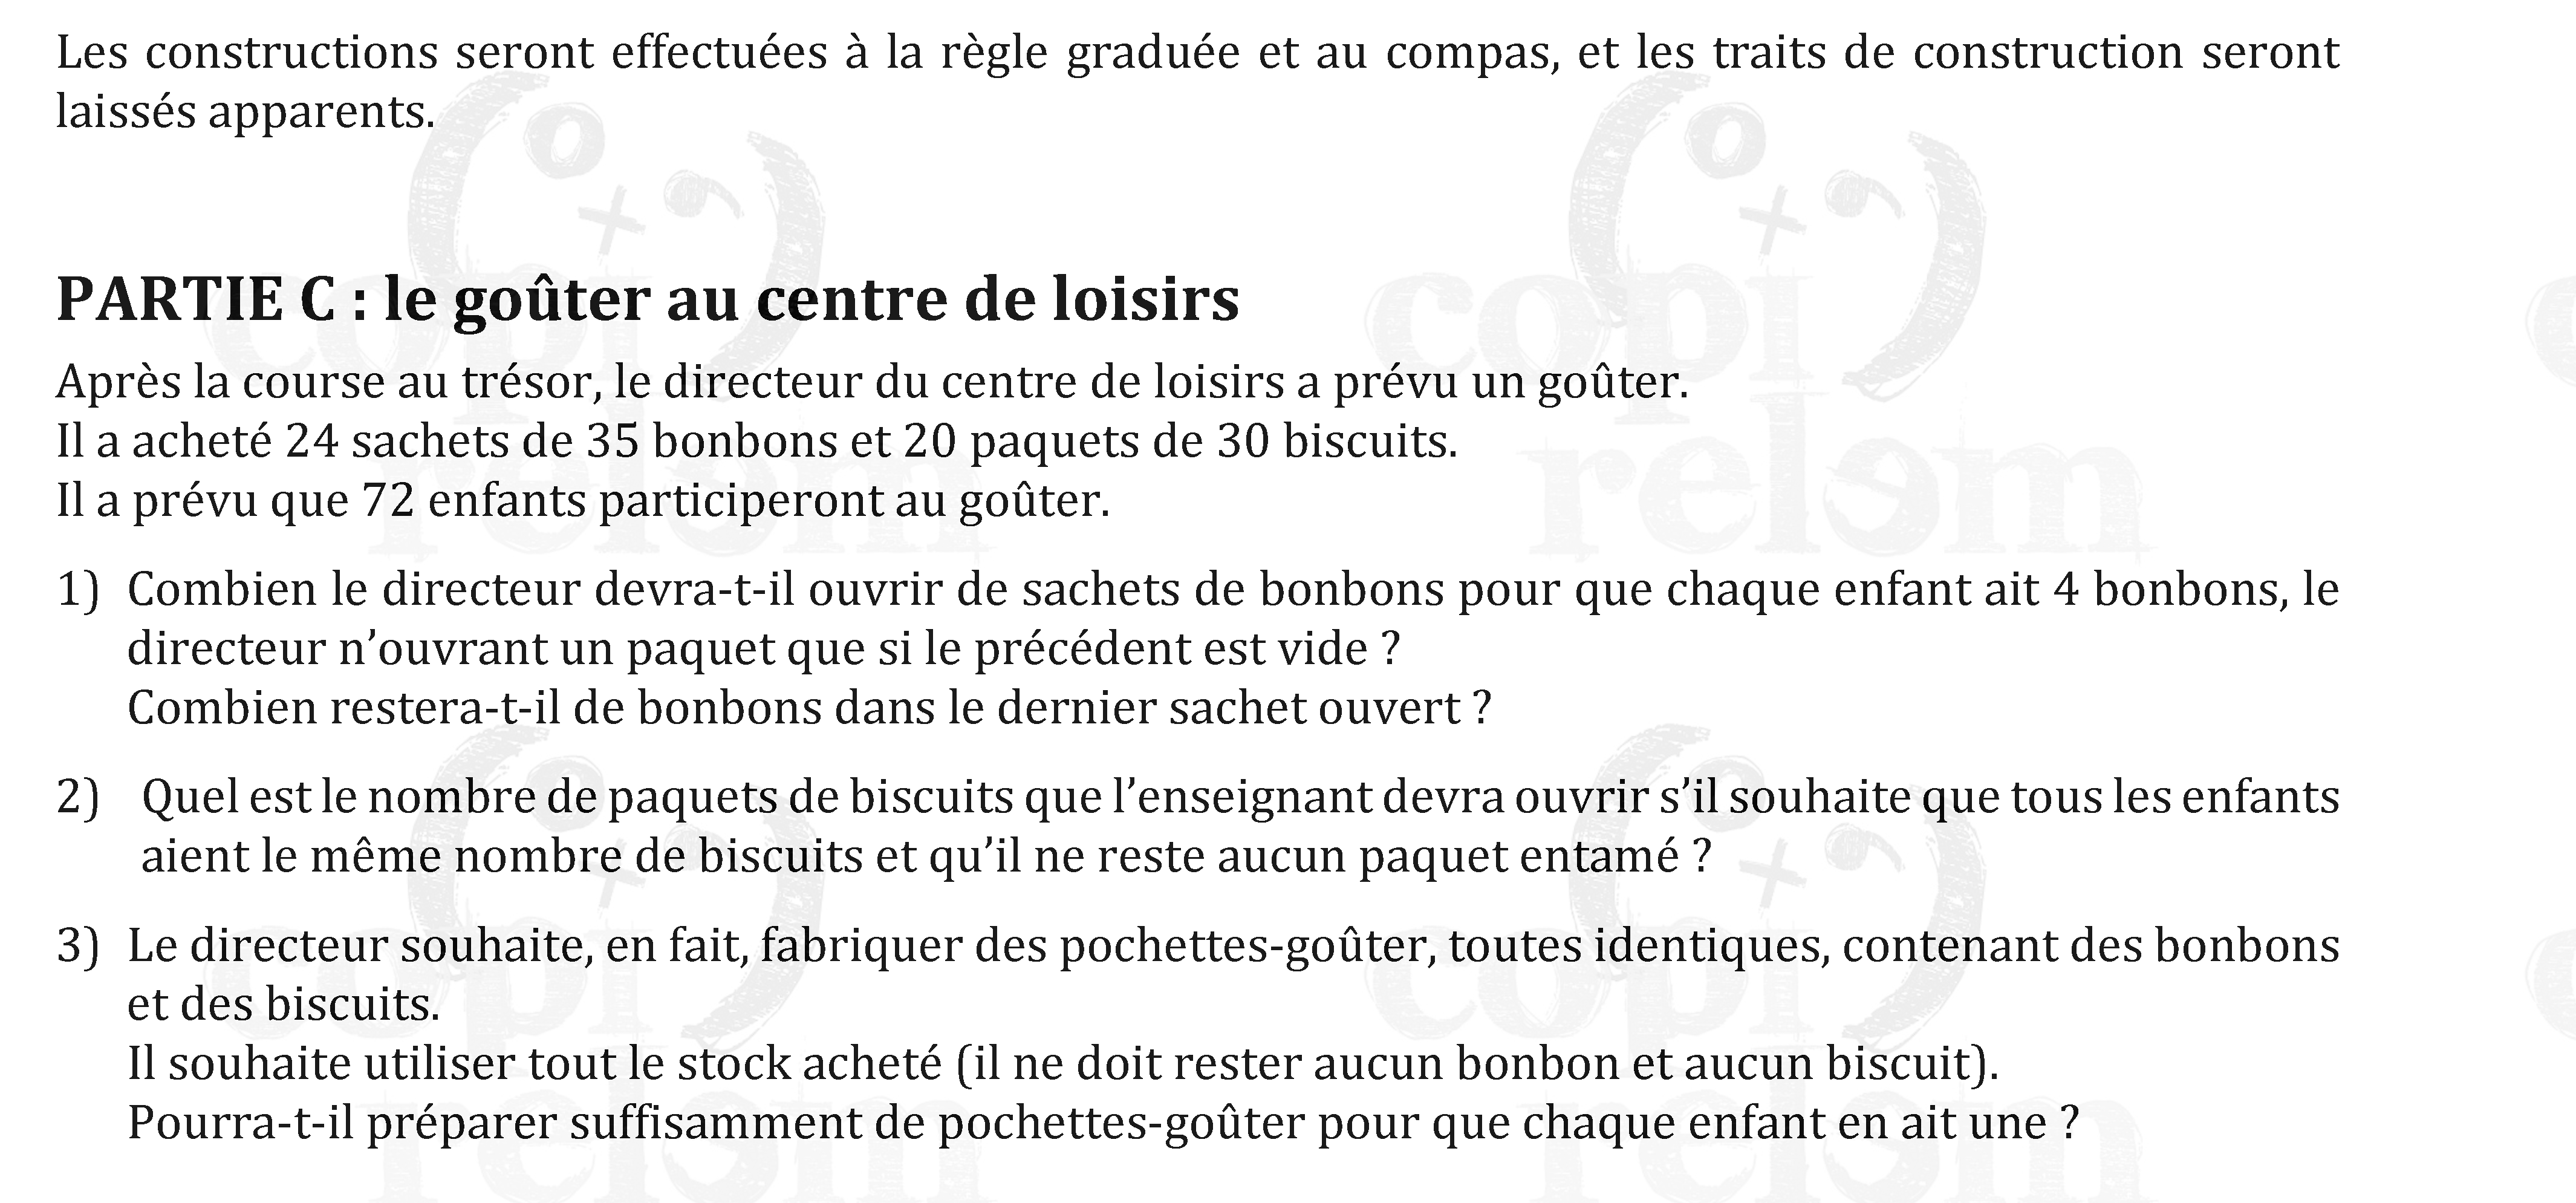 Les constructions seront effectuées à la règle graduée et au compas, et les traits de construction seront
laissés apparents.
PARTIE C : le goûter au centre de loisirs
Après la course au trésor, le directeur du centre de loisirs a prévu un goûter.
Il a acheté 24 sachets de 35 bonbons et 20 paquets de 30 biscuits.
Il a prévu que 72 enfants participeront au goûter.
1) Combien le directeur devra-t-il ouvrir de sachets de bonbons pour que chaque enfant ait 4 bonbons, le
directeur n’ouvrant un paquet que si le précédent est vide ?
Combien restera-t-il de bonbons dans le dernier sachet ouvert ?
2) Quel est le nombre de paquets de biscuits que l’enseignant devra ouvrir s’il souhaite que tous les enfants
aient le même nombre de biscuits et qu’il ne reste aucun paquet entamé ?
3) Le directeur souhaite, en fait, fabriquer des pochettes-goûter, toutes identiques, contenant des bonbons
et des biscuits.
Il souhaite utiliser tout le stock acheté (il ne doit rester aucun bonbon et aucun biscuit).
Pourra-t-il préparer suffisamment de pochettes-goûter pour que chaque enfant en ait une ?
copi
relem
copi
relem
copi
relem
copi
relem